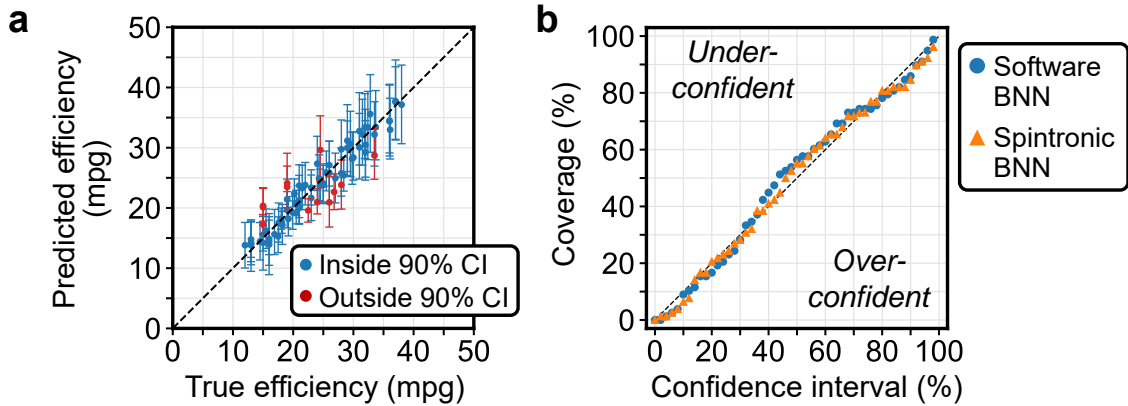 a
Predicted efficiency
(mpg)
50
40
30
20
10
0
0 10 20 30 40 50
True efficiency (mpg)
Inside 90% CI
Outside 90% CI
b
Coverage (%)
100
80
60
40
20
0
0 20 40 60 80 100
Confidence interval (%)
Under-
confident
Over-
confident
Software
BNN
Spintronic
BNN